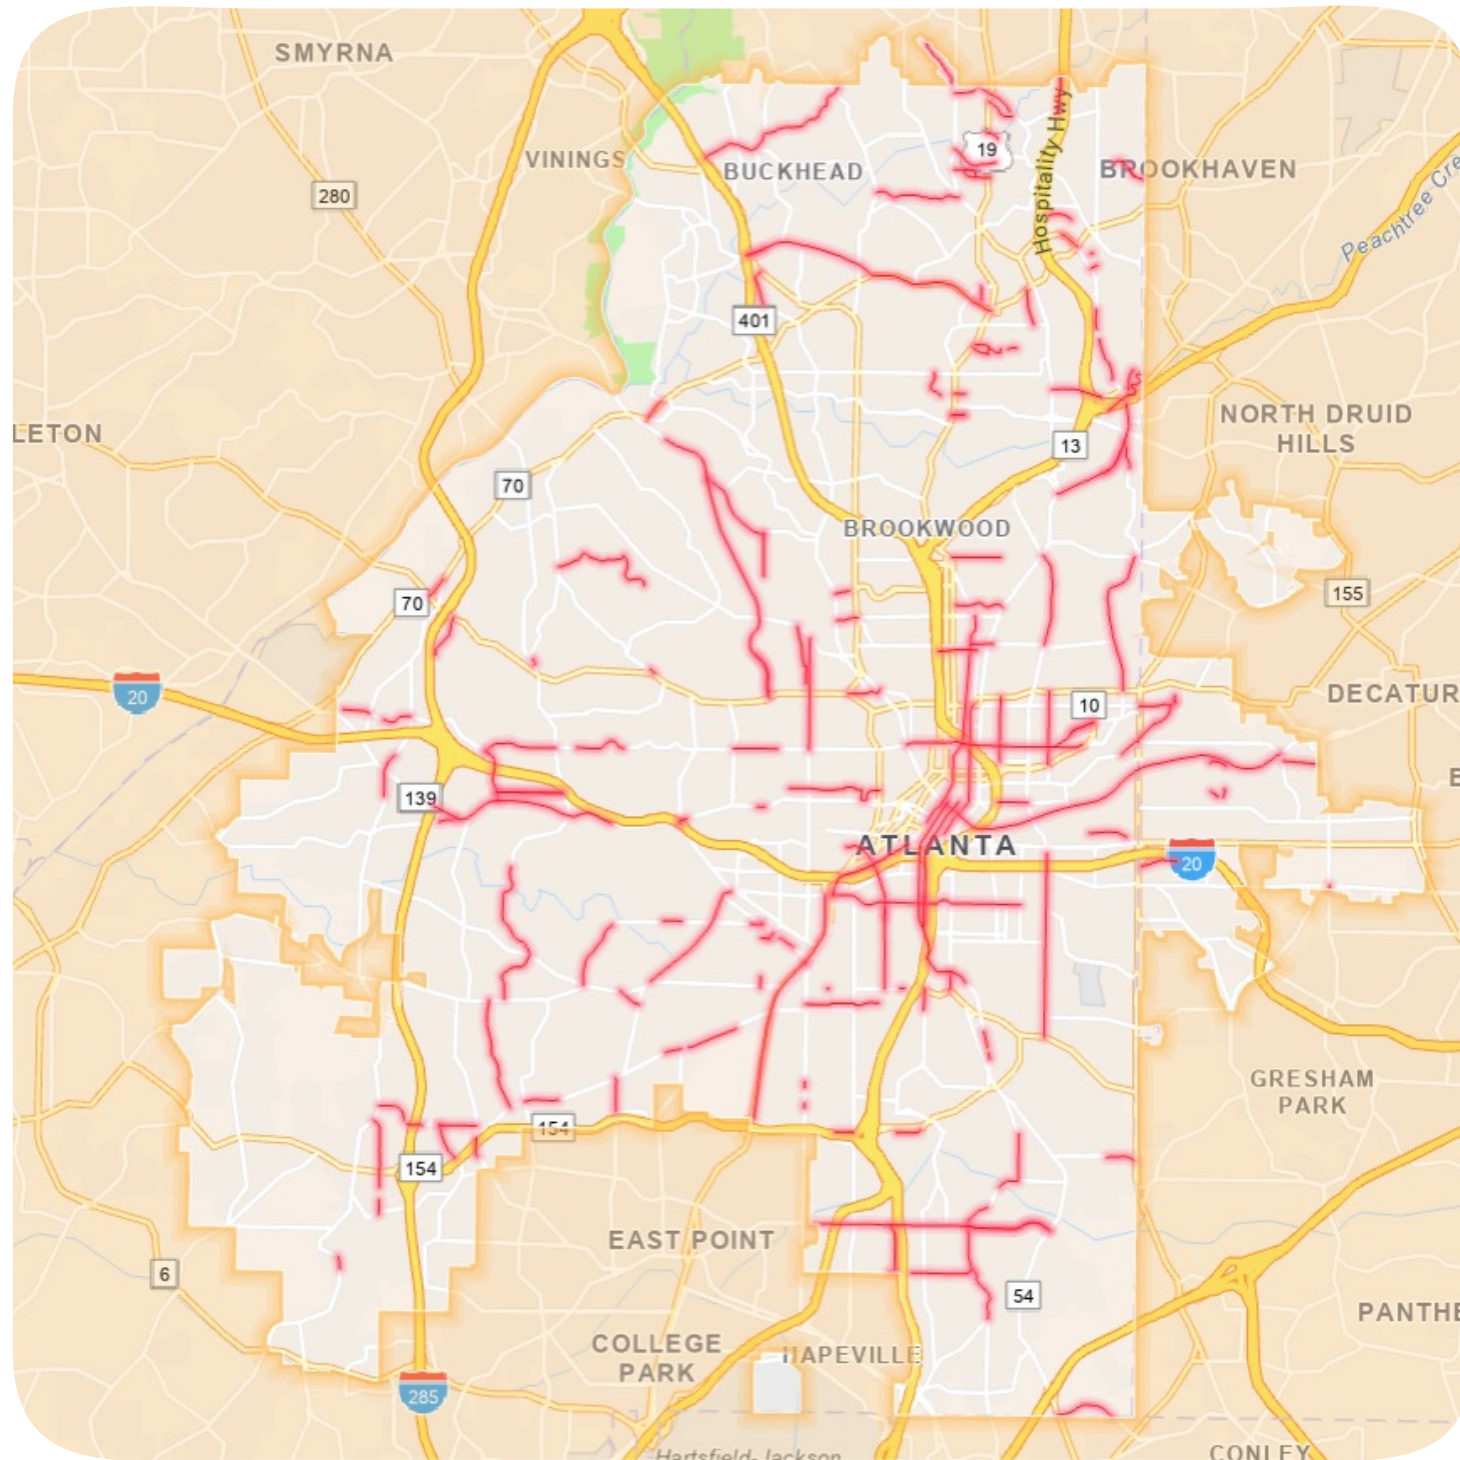 SMYRNA
VININGS
BUCKHEAD
19
Hospitality Hwy
BROOKHAVEN
280
Peachtree Cre
401
LETON
NORTH DRUID
HILLS
13
70
BROOKWOOD
155
70
20
DECATUR
10
139
ATLANTA
20
E
GRESHAM
PARK
154
154
EAST POINT
6
54
PANTHE
COLLEGE
PARK
HAPEVILLE
285
Hartsfield-Jackson
CONLEY